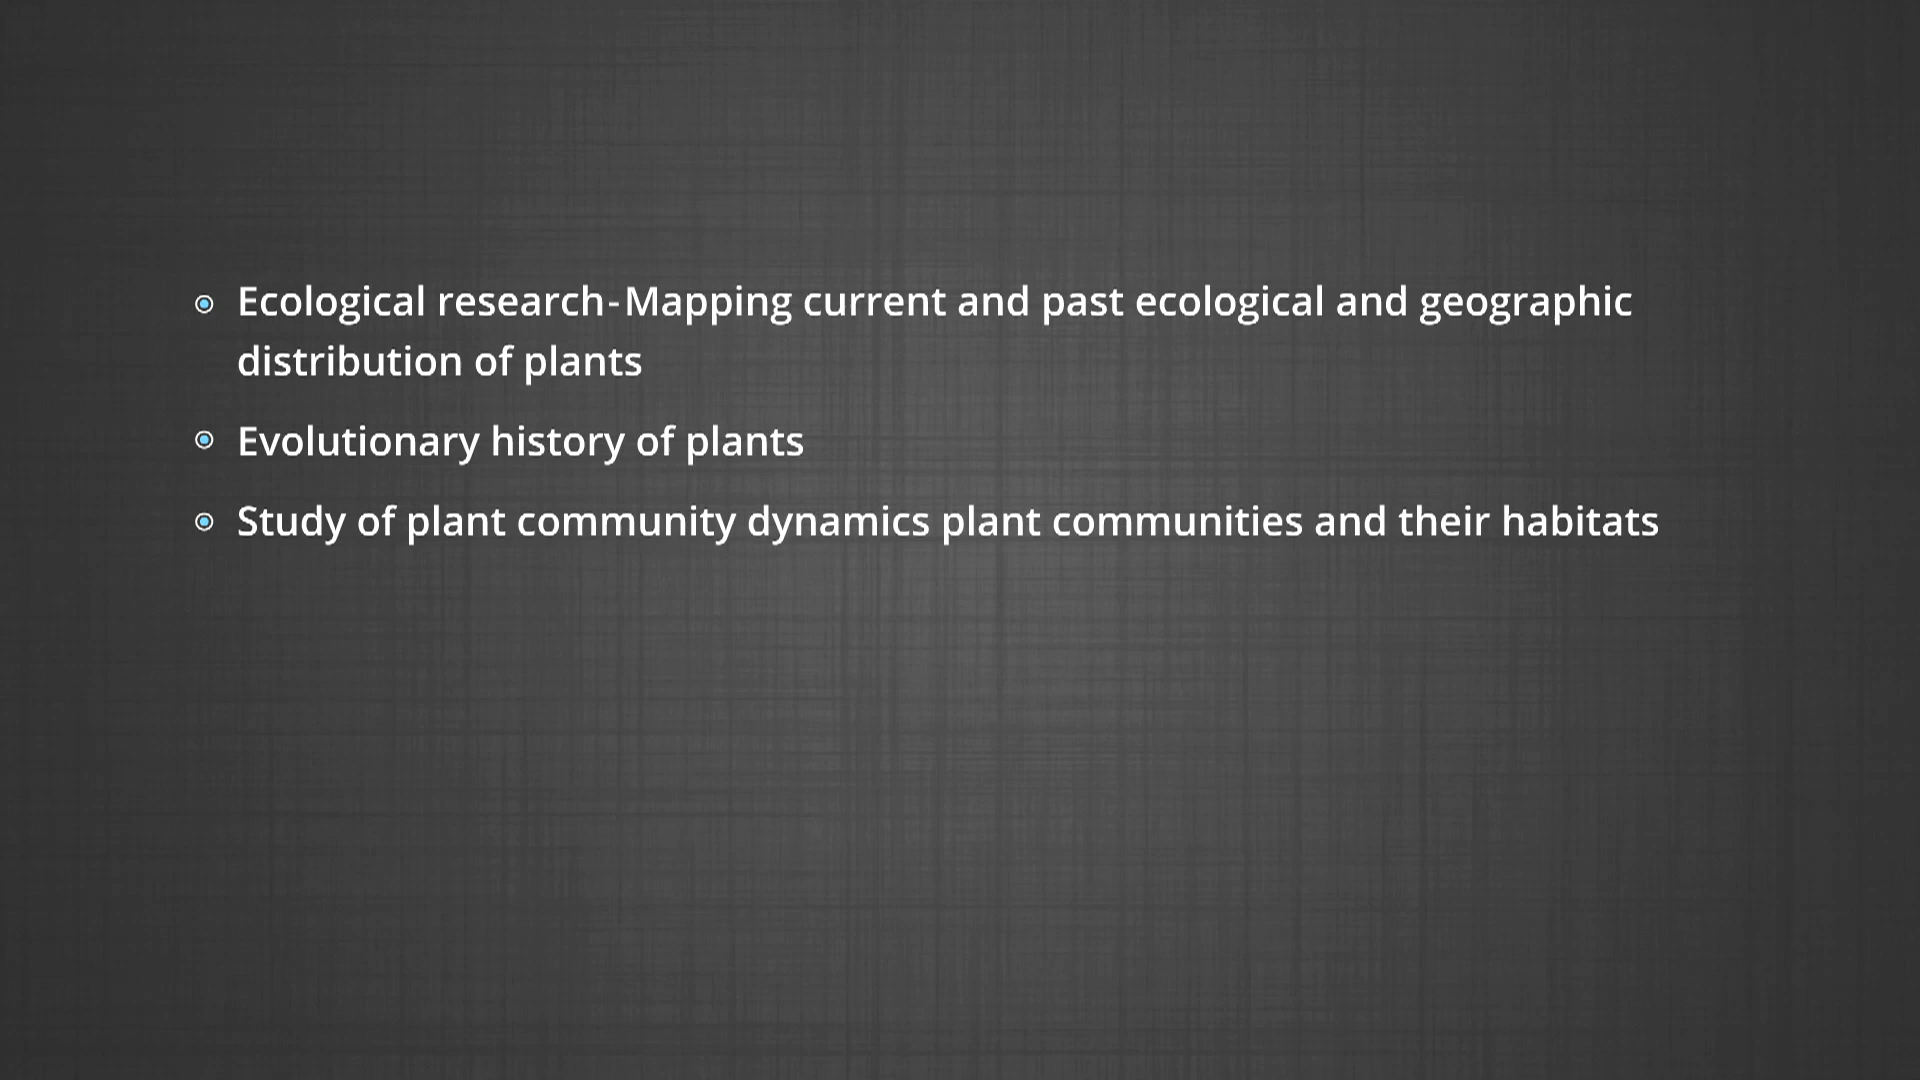 Ecological research-Mapping current and past ecological and geographic
distribution of plants
Evolutionary history of plants
Study of plant community dynamics plant communities and their habitats